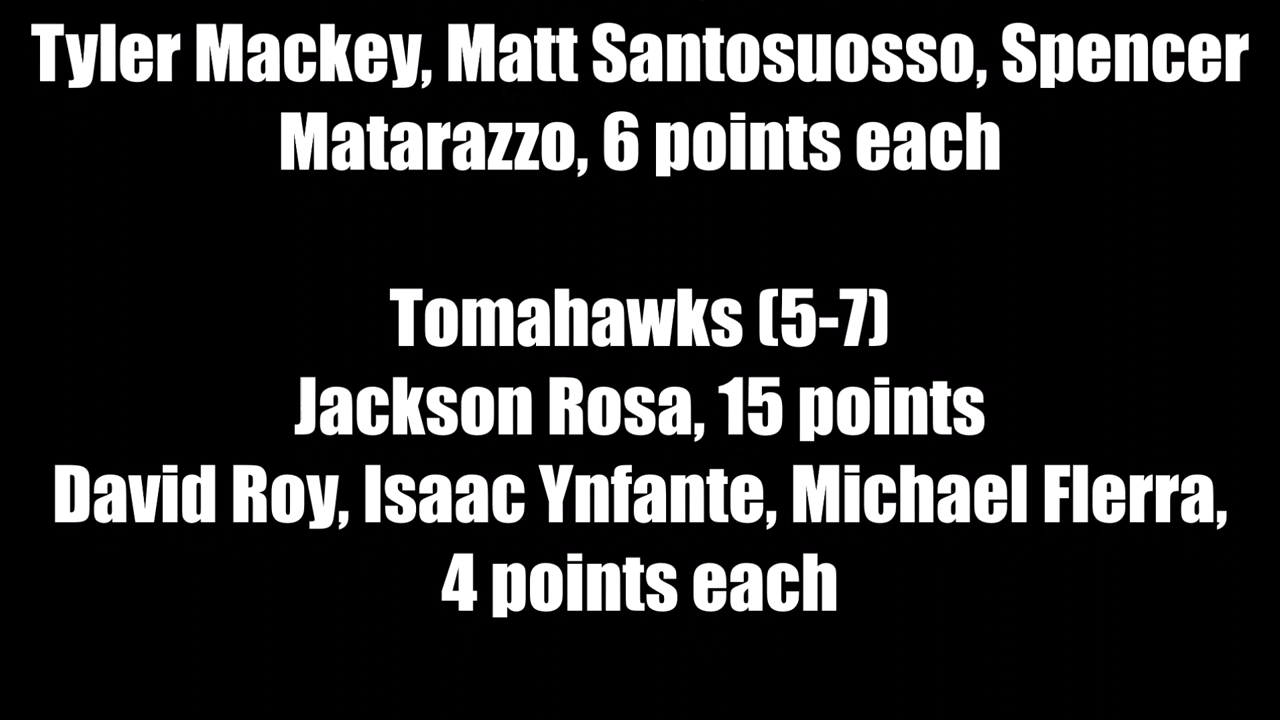 Tyler Mackey, Matt Santosuosso, Spencer
Matarazzo, 6 points each
Tomahawks (5-7)
Jackson Rosa, 15 points
David Roy, Isaac Ynfante, Michael Flerra,
4 points each